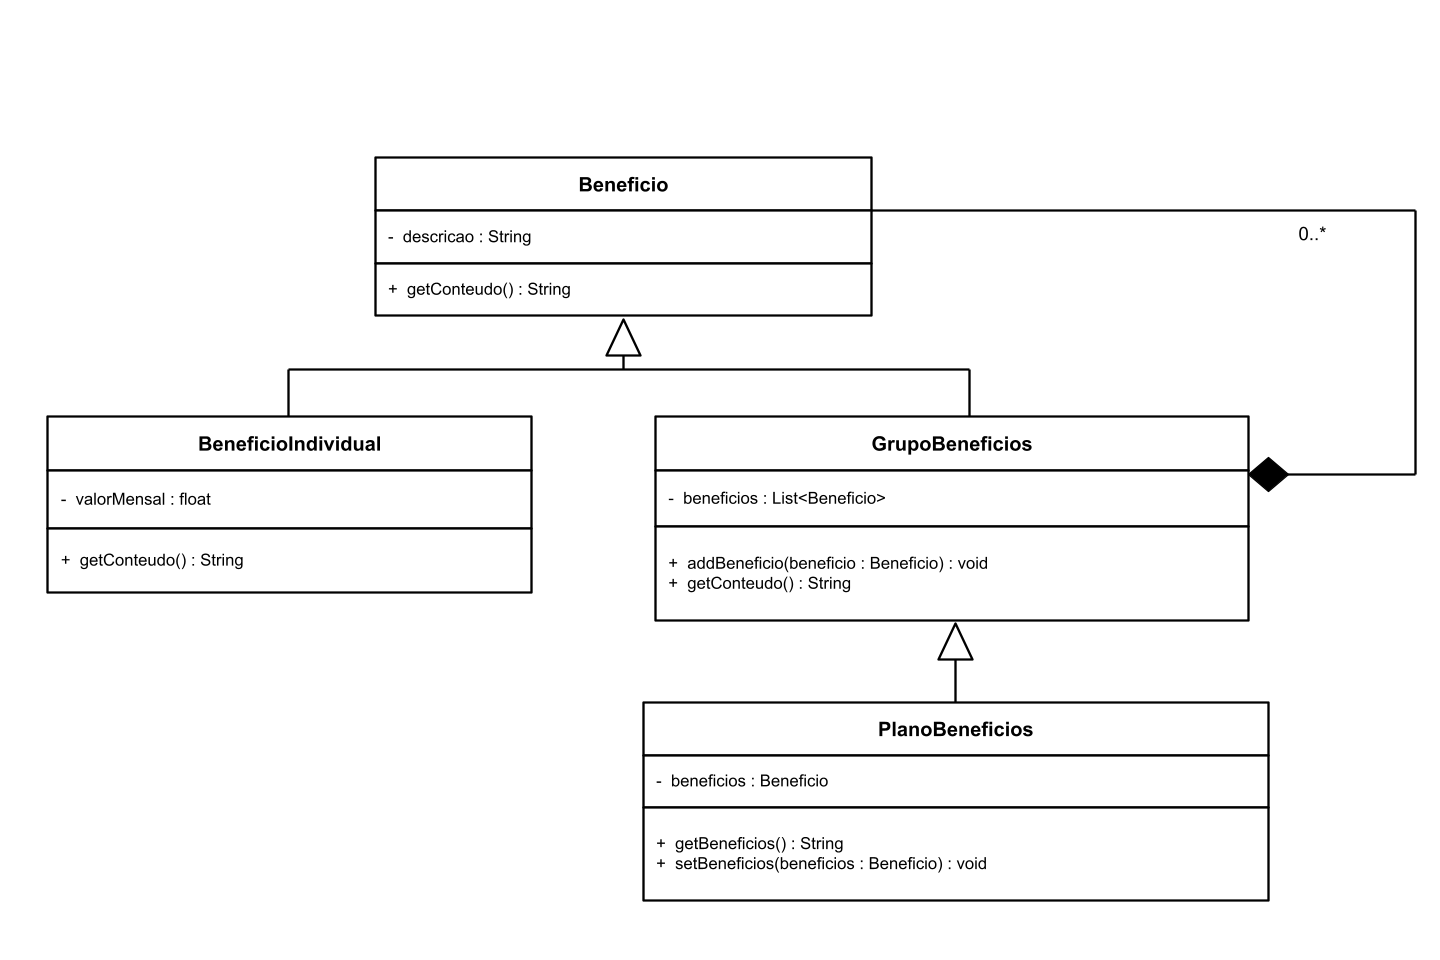 Beneficio
- descricao : String
0..*
+ getConteudo() : String
BeneficioIndividual
- valorMensal : float
+ getConteudo() : String
GrupoBeneficios
- beneficios : List<Beneficio>
+ addBeneficio(beneficio : Beneficio) : void
+ getConteudo() : String
PlanoBeneficios
- beneficios : Beneficio
+ getBeneficios() : String
+ setBeneficios(beneficios : Beneficio) : void